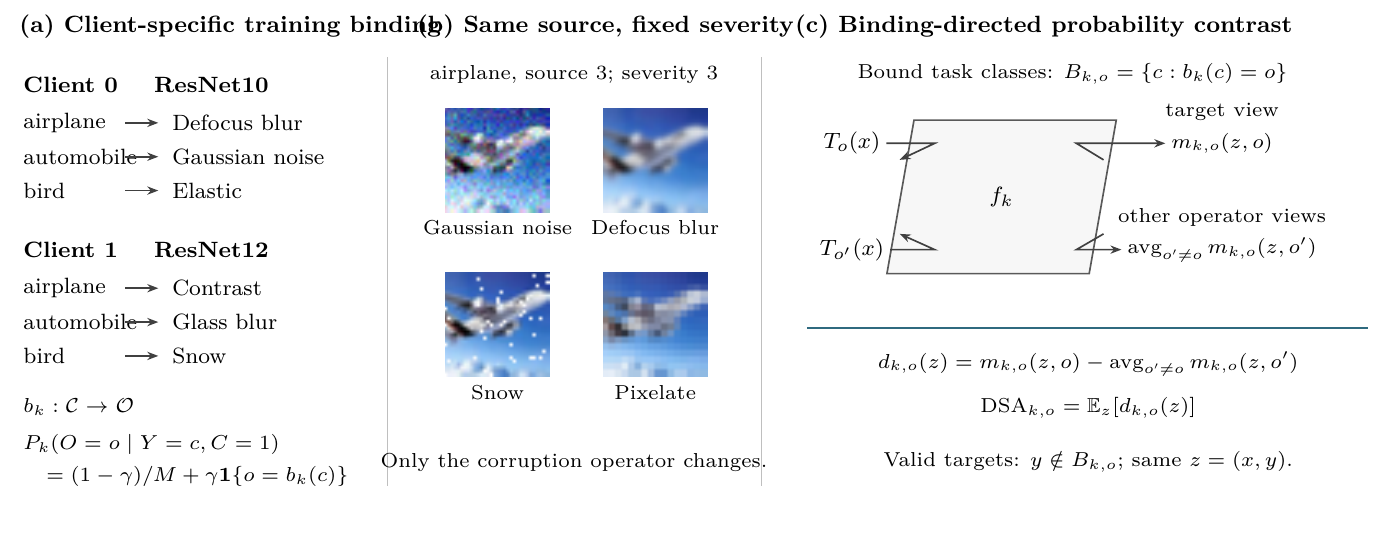 (a) Client-specific training binding
Client 0 ResNet10
airplane → Defocus blur
automobile → Gaussian noise
bird → Elastic
Client 1 ResNet12
airplane → Contrast
automobile → Glass blur
bird → Snow
b_k : 𝒞 → 𝒪
P_k(O = o | Y = c, C = 1)
= (1 − γ)/M + γ𝟏{o = b_k(c)}
(b) Same source, fixed severity
airplane, source 3; severity 3
Gaussian noise Defocus blur
Snow Pixelate
Only the corruption operator changes.
(c) Binding-directed probability contrast
Bound task classes: B_{k,o} = {c : b_k(c) = o}
target view
T_o(x) m_{k,o}(z, o)
f_k
other operator views
T_{o′}(x) avg_{o′≠o} m_{k,o}(z, o′)
d_{k,o}(z) = m_{k,o}(z, o) − avg_{o′≠o} m_{k,o}(z, o′)
DSA_{k,o} = 𝔼_z[d_{k,o}(z)]
Valid targets: y ∉ B_{k,o}; same z = (x, y).